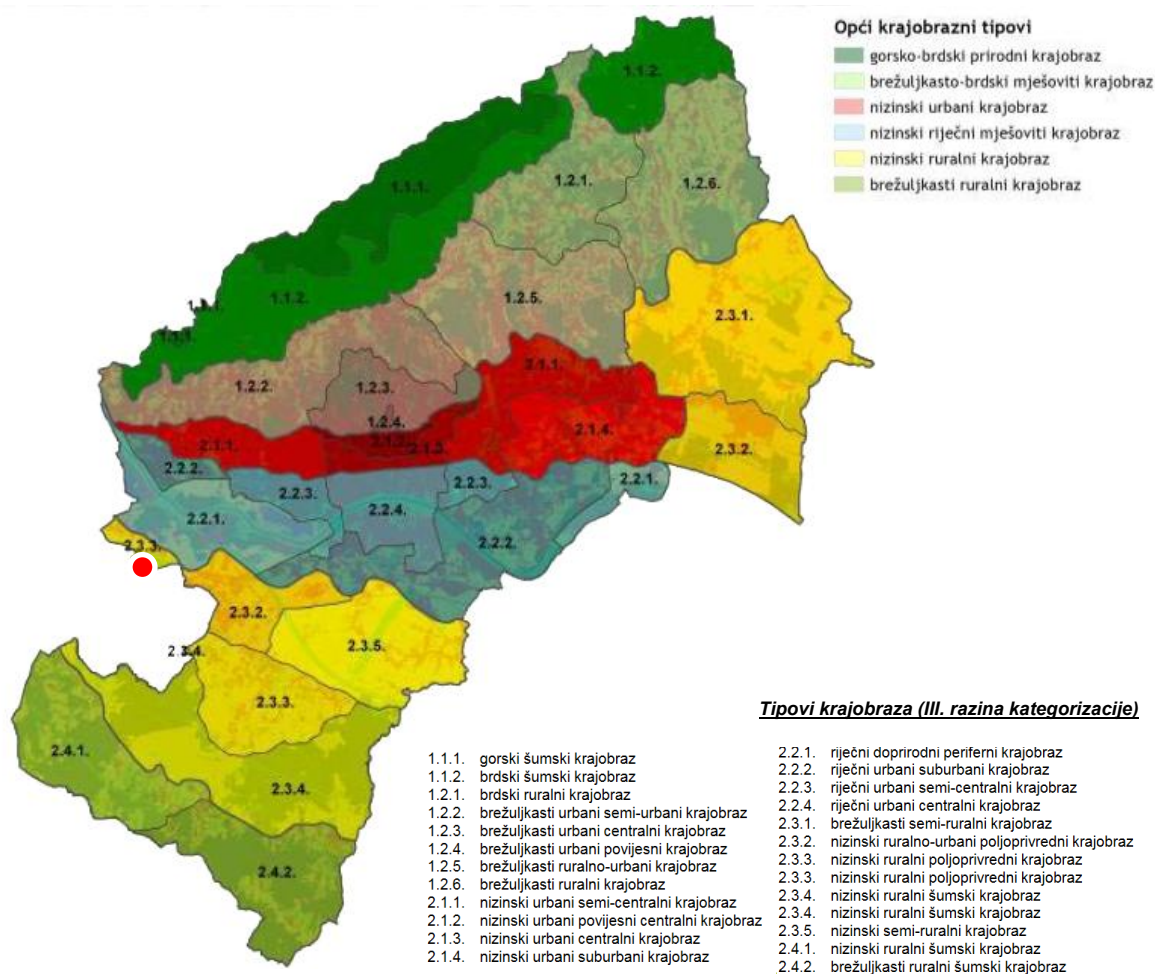 Opći krajobrazni tipovi
gorsko-brdski prirodni krajobraz
brežuljkasto-brdski mješoviti krajobraz
nizinski urbani krajobraz
nizinski riječni mješoviti krajobraz
nizinski ruralni krajobraz
brežuljkasti ruralni krajobraz
1.1.2.
1.1.1.
1.2.1.
1.2.6.
1.1.2.
1.2.5.
2.3.1.
1.1.1.
2.1.1.
1.2.2.
1.2.3.
1.2.4.
2.1.4.
2.1.1.
2.1.3.
2.3.2.
2.2.2.
2.2.3.
2.2.3.
2.2.1.
2.2.1.
2.2.4.
2.2.2.
2.3.3.
2.3.2.
2.3.5.
2.3.4.
2.3.3.
2.4.1.
2.3.4.
2.4.2.
Tipovi krajobraza (III. razina kategorizacije)
1.1.1. gorski šumski krajobraz
1.1.2. brdski šumski krajobraz
1.2.1. brdski ruralni krajobraz
1.2.2. brežuljkasti urbani semi-urbani krajobraz
1.2.3. brežuljkasti urbani centralni krajobraz
1.2.4. brežuljkasti urbani povijesni krajobraz
1.2.5. brežuljkasti ruralno-urbani krajobraz
1.2.6. brežuljkasti ruralni krajobraz
2.1.1. nizinski urbani semi-centralni krajobraz
2.1.2. nizinski urbani povijesni centralni krajobraz
2.1.3. nizinski urbani centralni krajobraz
2.1.4. nizinski urbani suburbani krajobraz
2.2.1. riječni doprirodni periferni krajobraz
2.2.2. riječni urbani suburbani krajobraz
2.2.3. riječni urbani semi-centralni krajobraz
2.2.4. riječni urbani centralni krajobraz
2.3.1. brežuljkasti semi-ruralni krajobraz
2.3.2. nizinski ruralno-urbani poljoprivredni krajobraz
2.3.3. nizinski ruralni poljoprivredni krajobraz
2.3.3. nizinski ruralni poljoprivredni krajobraz
2.3.4. nizinski ruralni šumski krajobraz
2.3.4. nizinski ruralni šumski krajobraz
2.3.5. nizinski semi-ruralni krajobraz
2.4.1. nizinski ruralni šumski krajobraz
2.4.2. brežuljkasti ruralni šumski krajobraz